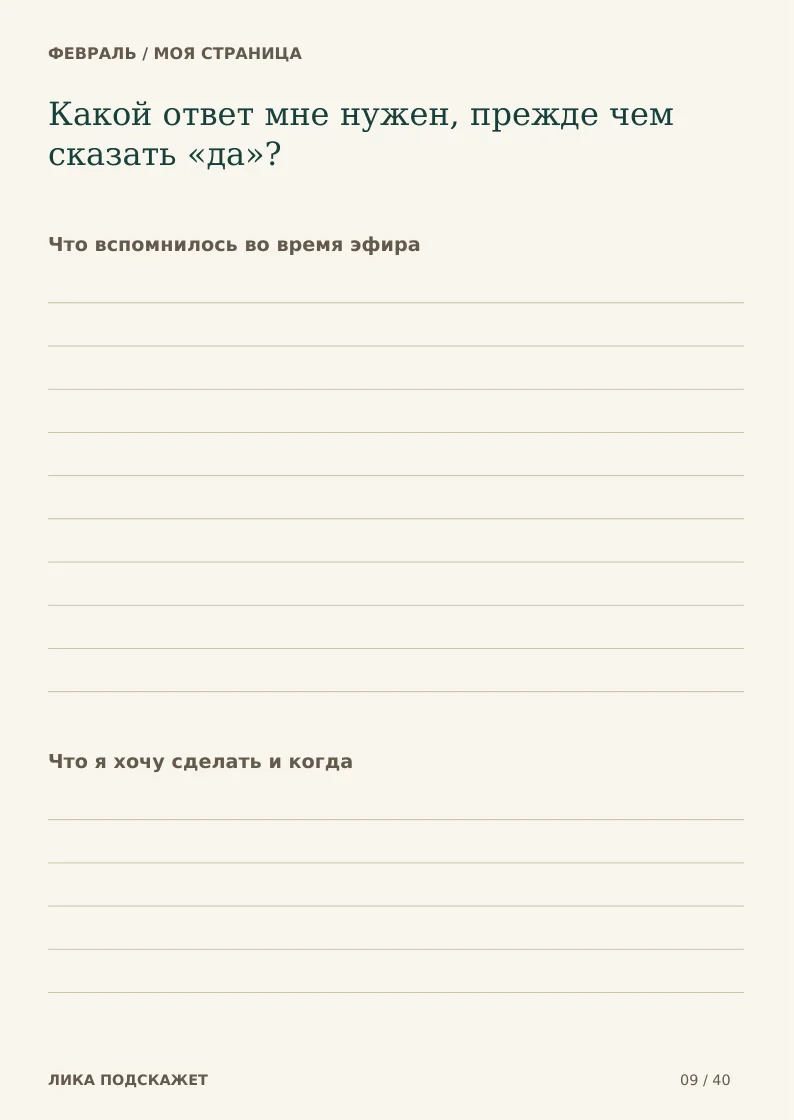 ФЕВРАЛЬ / МОЯ СТРАНИЦА
Какой ответ мне нужен, прежде чем
сказать «да»?
Что вспомнилось во время эфира
Что я хочу сделать и когда
ЛИКА ПОДСКАЖЕТ
09 / 40